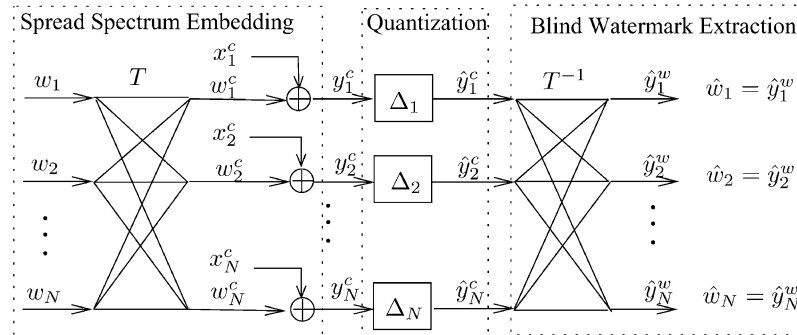 Spread Spectrum Embedding Quantization Blind Watermark Extraction
x_1^c
w_1 T w_1^c y_1^c Δ_1 ŷ_1^c T^{-1} ŷ_1^w ŵ_1 = ŷ_1^w
x_2^c
w_2 w_2^c y_2^c Δ_2 ŷ_2^c ŷ_2^w ŵ_2 = ŷ_2^w
x_N^c
w_N w_N^c y_N^c Δ_N ŷ_N^c ŷ_N^w ŵ_N = ŷ_N^w